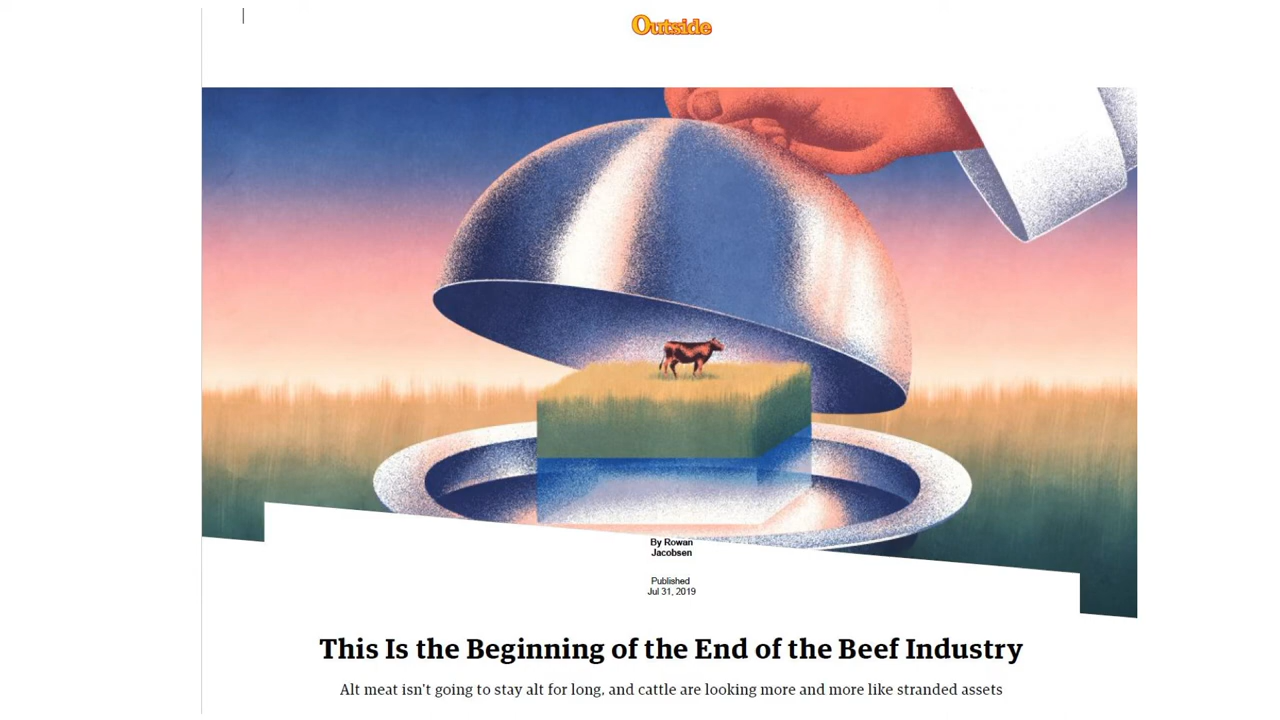 Outside
By Rowan
Jacobsen
Published
Jul 31, 2019
This Is the Beginning of the End of the Beef Industry
Alt meat isn't going to stay alt for long, and cattle are looking more and more like stranded assets